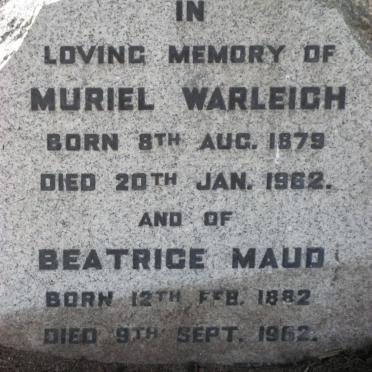 IN
LOVING MEMORY OF
MURIEL WARLEIGH
BORN 8TH AUG. 1879
DIED 20TH JAN. 1962.
AND OF
BEATRICE MAUD
BORN 12TH FEB. 1882
DIED 9TH SEPT. 1962.